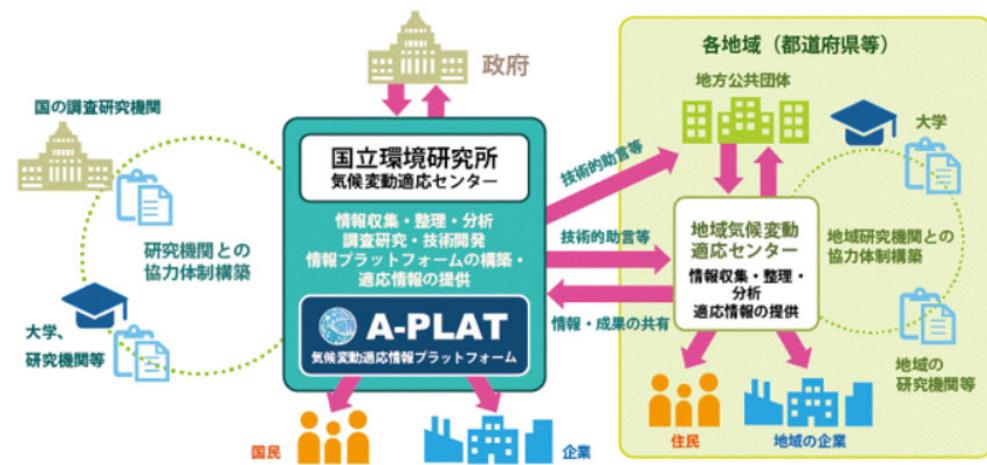 政府
国の調査研究機関
研究機関との
協力体制構築
大学、
研究機関等
国立環境研究所
気候変動適応センター
情報収集・整理・分析
調査研究・技術開発
情報プラットフォームの構築・
適応情報の提供
A-PLAT
気候変動適応情報プラットフォーム
国民
企業
技術的助言等
技術的助言等
情報・成果の共有
各地域（都道府県等）
地方公共団体
大学
地域気候変動
適応センター
情報収集・整理・
分析
適応情報の提供
地域研究機関との
協力体制構築
地域の
研究機関等
住民
地域の企業